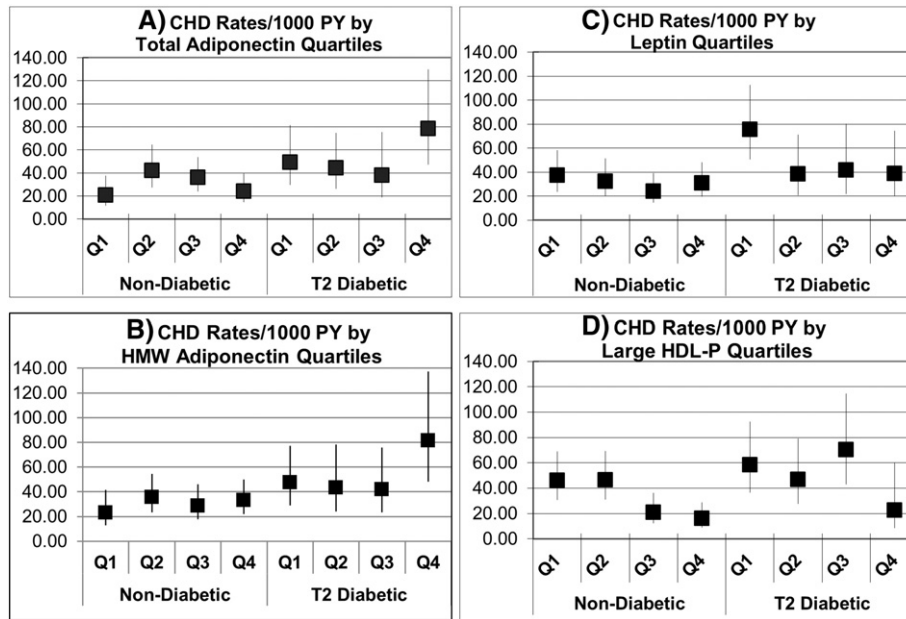 A) CHD Rates/1000 PY by
Total Adiponectin Quartiles
140.00
120.00
100.00
80.00
60.00
40.00
20.00
0.00
Q1 Q2 Q3 Q4 Q1 Q2 Q3 Q4
Non-Diabetic T2 Diabetic
B) CHD Rates/1000 PY by
HMW Adiponectin Quartiles
140.00
120.00
100.00
80.00
60.00
40.00
20.00
0.00
Q1 Q2 Q3 Q4 Q1 Q2 Q3 Q4
Non-Diabetic T2 Diabetic
C) CHD Rates/1000 PY by
Leptin Quartiles
140.00
120.00
100.00
80.00
60.00
40.00
20.00
0.00
Q1 Q2 Q3 Q4 Q1 Q2 Q3 Q4
Non-Diabetic T2 Diabetic
D) CHD Rates/1000 PY by
Large HDL-P Quartiles
140.00
120.00
100.00
80.00
60.00
40.00
20.00
0.00
Q1 Q2 Q3 Q4 Q1 Q2 Q3 Q4
Non-Diabetic T2 Diabetic